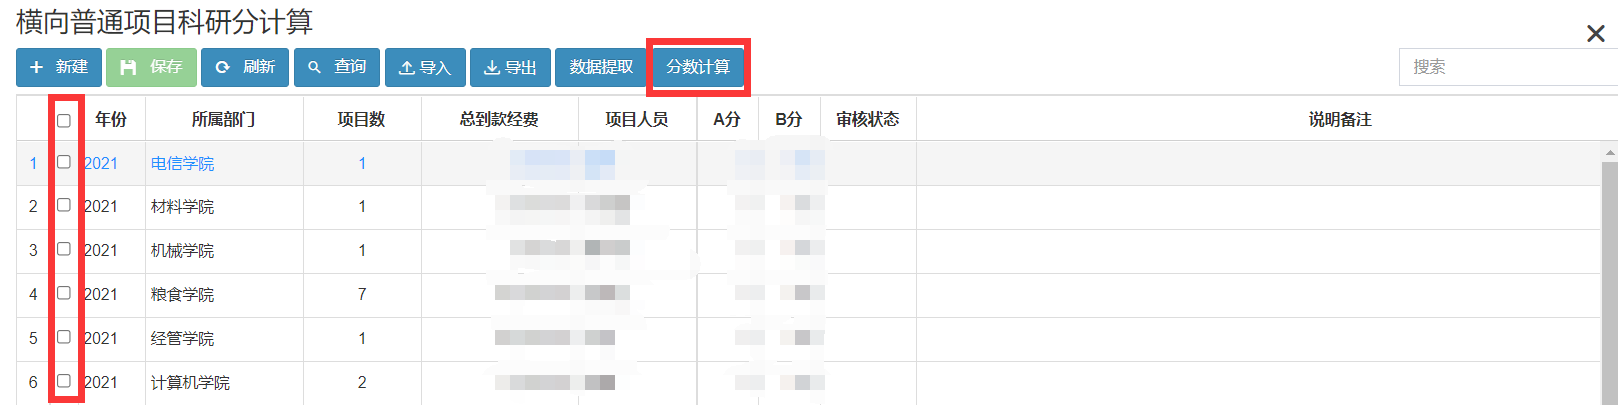 横向普通项目科研分计算
新建 保存 刷新 查询 导入 导出 数据提取 分数计算 搜索
年份 所属部门 项目数 总到款经费 项目人员 A分 B分 审核状态 说明备注
1 2021 电信学院 1
2 2021 材料学院 1
3 2021 机械学院 1
4 2021 粮食学院 7
5 2021 经管学院 1
6 2021 计算机学院 2